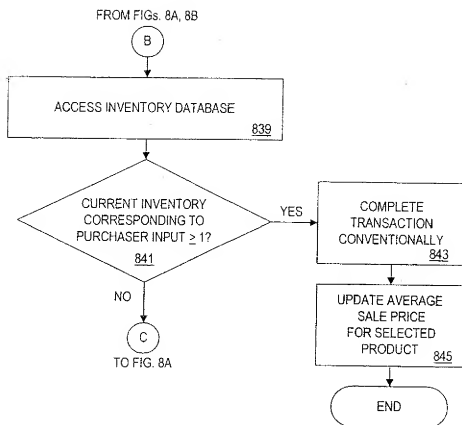 FROM FIGs. 8A, 8B
B
ACCESS INVENTORY DATABASE
839
CURRENT INVENTORY
CORRESPONDING TO
PURCHASER INPUT ≥ 1?
841
YES
COMPLETE
TRANSACTION
CONVENTIONALLY
843
NO
C
TO FIG. 8A
UPDATE AVERAGE
SALE PRICE
FOR SELECTED
PRODUCT
845
END